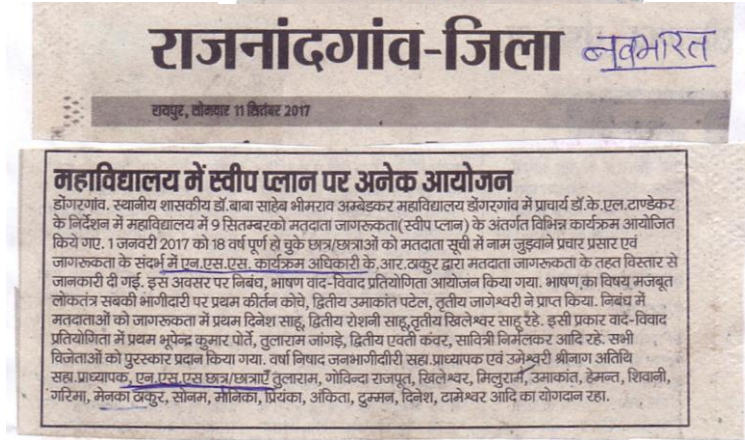 राजनांदगांव-जिला नवभारत
रायपुर, सोमवार 11 सितंबर 2017
महाविद्यालय में स्वीप प्लान पर अनेक आयोजन
डोंगरगांव. स्थानीय शासकीय डॉ.बाबा साहेब भीमराव अम्बेडकर महाविद्यालय डोंगरगांव में प्राचार्य डॉ.के.एल.टाण्डेकर
के निर्देशन में महाविद्यालय में 9 सितम्बरको मतदाता जागरूकता(स्वीप प्लान) के अंतर्गत विभिन्न कार्यक्रम आयोजित
किये गए. 1 जनवरी 2017 को 18 वर्ष पूर्ण हो चुके छात्र/छात्राओं को मतदाता सूची में नाम जुड़वाने प्रचार प्रसार एवं
जागरूकता के संदर्भ में एन.एस.एस. कार्यक्रम अधिकारी के.आर.ठाकुर द्वारा मतदाता जागरूकता के तहत विस्तार से
जानकारी दी गई. इस अवसर पर निबंध, भाषण वाद-विवाद प्रतियोगिता आयोजन किया गया. भाषण का विषय मजबूत
लोकतंत्र सबकी भागीदारी पर प्रथम कीर्तन कोचे, द्वितीय उमाकांत पटेल, तृतीय जागेश्वरी ने प्राप्त किया. निबंध में
मतदाताओं को जागरूकता में प्रथम दिनेश साहू, द्वितीय रोशनी साहू,तृतीय खिलेश्वर साहू रहे. इसी प्रकार वाद-विवाद
प्रतियोगिता में प्रथम भूपेन्द्र कुमार पोर्ते, तुलाराम जांगड़े, द्वितीय एवती कंवर, सावित्री निर्मलकर आदि रहे. सभी
विजेताओं को पुरस्कार प्रदान किया गया. वर्षा निषाद जनभागीदीरी सहा.प्राध्यापक एवं उमेश्वरी श्रीनाग अतिथि
सहा.प्राध्यापक, एन.एस.एस छात्र/छात्राएँ तुलाराम, गोविन्दा राजपूत, खिलेश्वर, मिलुराम, उमाकांत, हेमन्त, शिवानी,
गरिमा, मेनका ठाकुर, सोनम, मोनिका, प्रियंका, अंकिता, दुम्मन, दिनेश, टामेश्वर आदि का योगदान रहा.